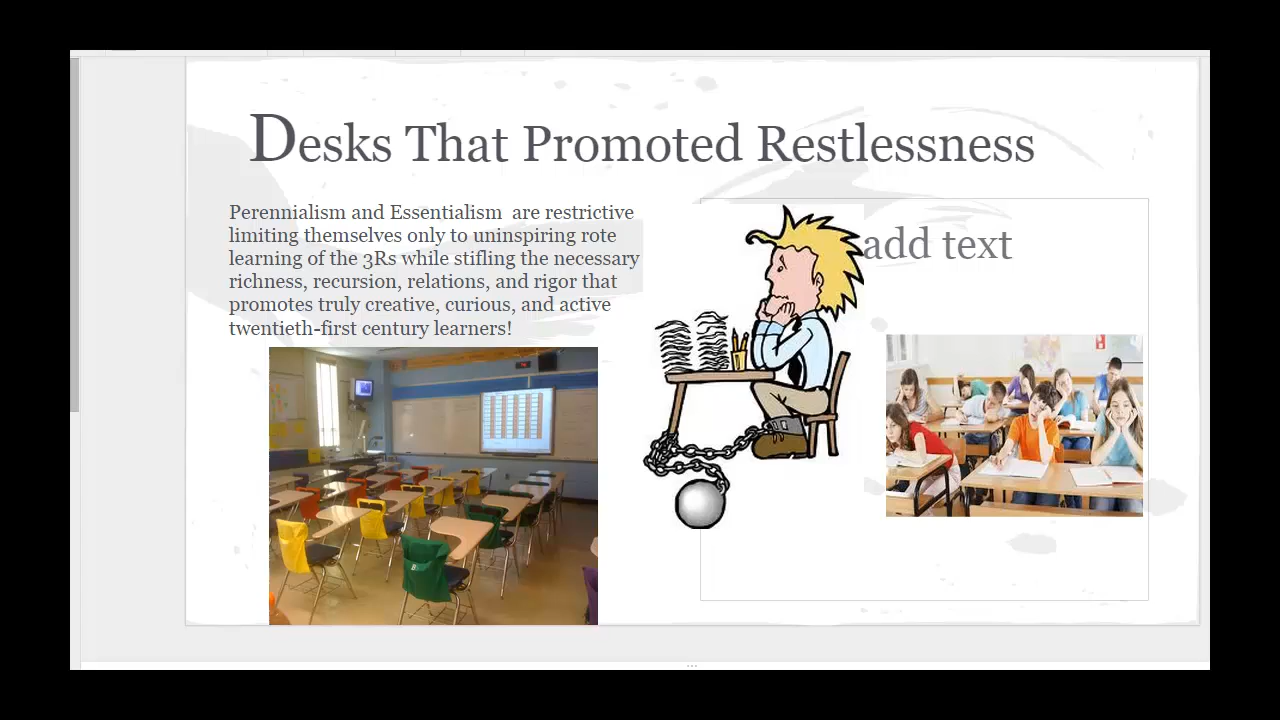 Desks That Promoted Restlessness
Perennialism and Essentialism  are restrictive
limiting themselves only to uninspiring rote
learning of the 3Rs while stifling the necessary
richness, recursion, relations, and rigor that
promotes truly creative, curious, and active
twentieth-first century learners!
add text